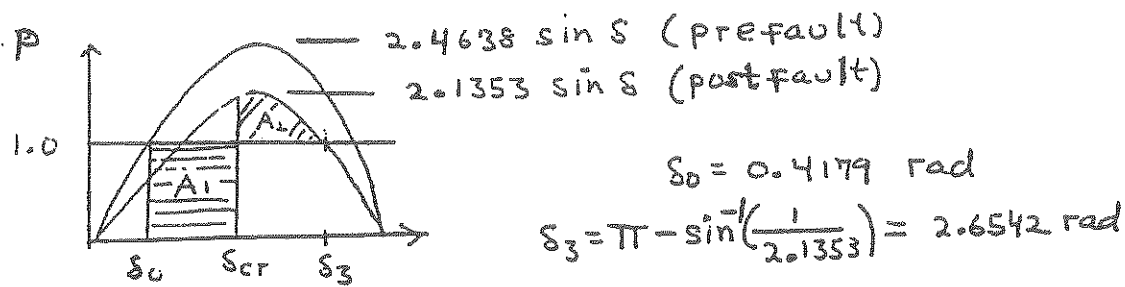 P
2.4638 sin δ (prefault)
2.1353 sin δ (postfault)
1.0
A₂
A₁
δ₀ = 0.4179 rad
δ₃ = π − sin⁻¹(1/2.1353) = 2.6542 rad
δ₀ δcr δ₃